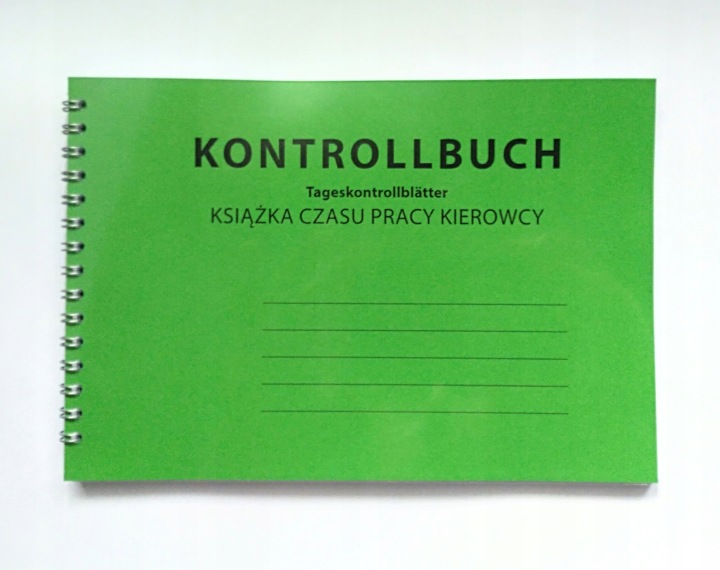 KONTROLLBUCH
Tageskontrollblätter
KSIĄŻKA CZASU PRACY KIEROWCY